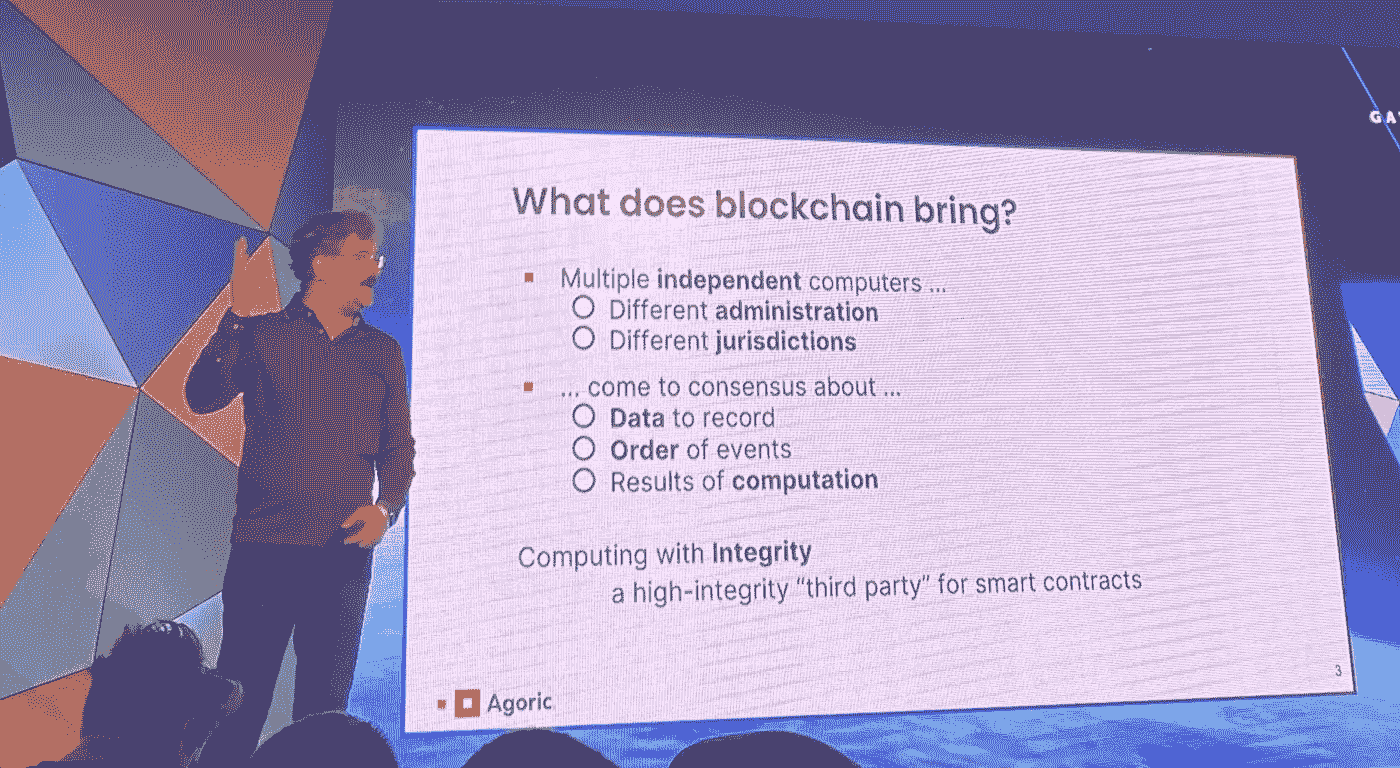 GA
What does blockchain bring?
▪ Multiple independent computers ...
○ Different administration
○ Different jurisdictions
▪ ... come to consensus about ...
○ Data to record
○ Order of events
○ Results of computation
Computing with Integrity
a high-integrity “third party” for smart contracts
3
Agoric